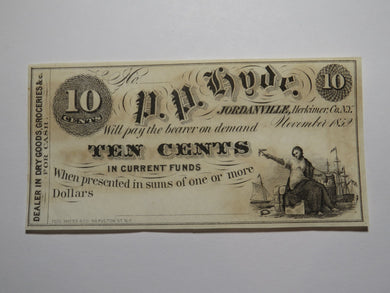 No.
10
CENTS
P. P. Hyde,
10
JORDANVILLE, Herkimer, Co. N.Y.
Will pay the bearer on demand
November 1862
TEN CENTS
IN CURRENT FUNDS
When presented in sums of one or more
Dollars
DEALER IN DRY GOODS, GROCERIES &c.
FOR CASH.